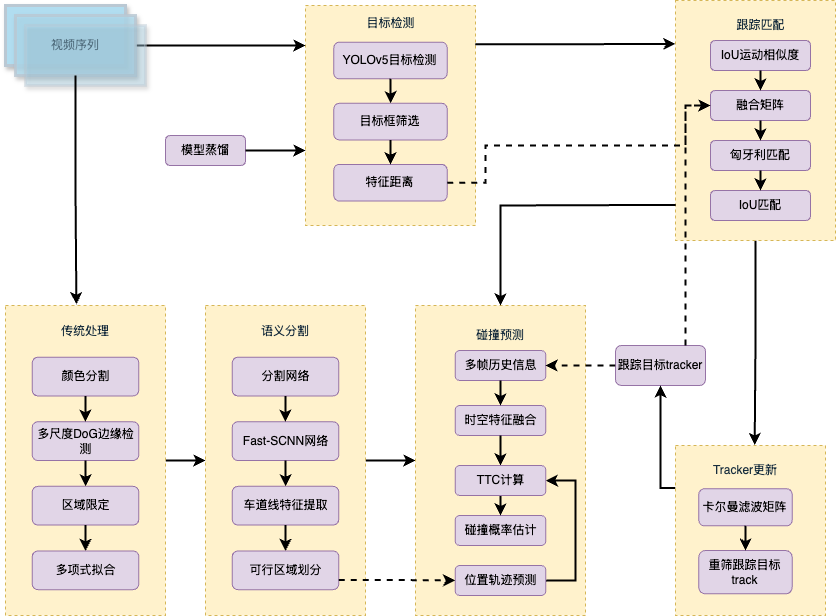 视频序列
目标检测
YOLOv5目标检测
目标框筛选
特征距离
模型蒸馏
跟踪匹配
IoU运动相似度
融合矩阵
匈牙利匹配
IoU匹配
传统处理
颜色分割
多尺度DoG边缘检
测
区域限定
多项式拟合
语义分割
分割网络
Fast-SCNN网络
车道线特征提取
可行区域划分
碰撞预测
多帧历史信息
时空特征融合
TTC计算
碰撞概率估计
位置轨迹预测
跟踪目标tracker
Tracker更新
卡尔曼滤波矩阵
重筛跟踪目标
track